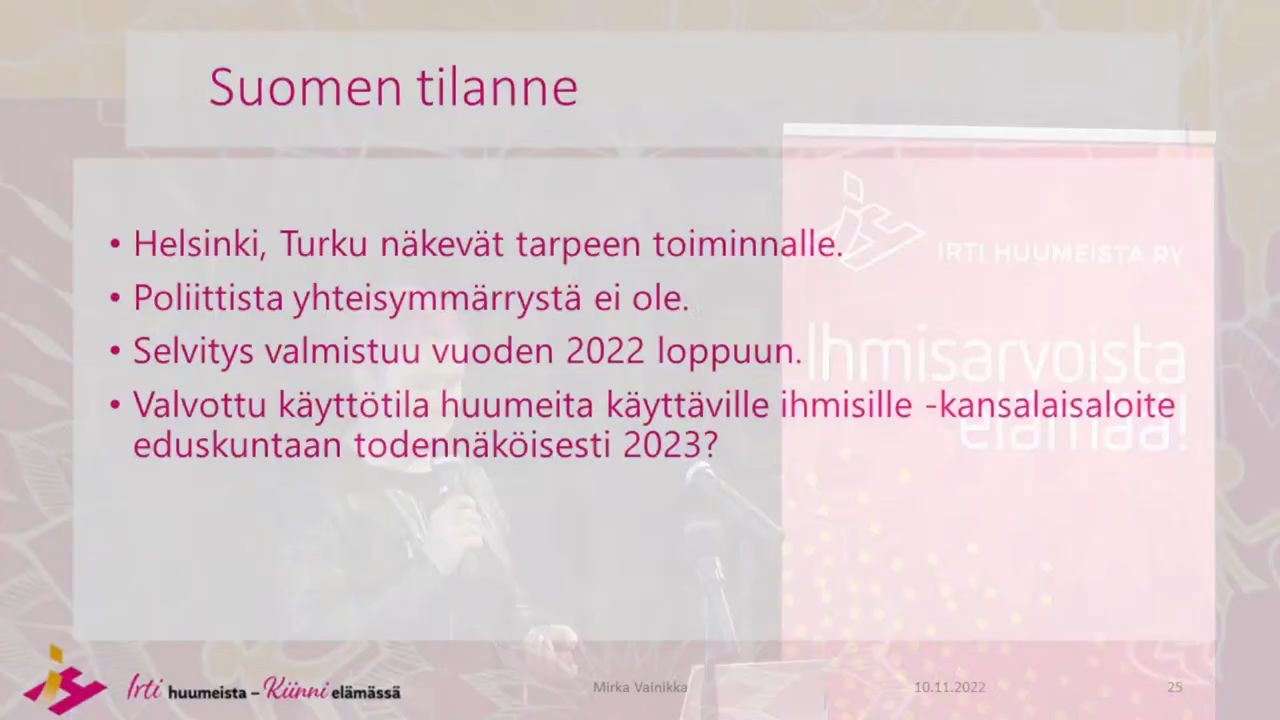 Suomen tilanne
• Helsinki, Turku näkevät tarpeen toiminnalle.
IRTI HUUMEISTA RY
• Poliittista yhteisymmärrystä ei ole.
• Selvitys valmistuu vuoden 2022 loppuun.
Ihmisarvoista
• Valvottu käyttötila huumeita käyttäville ihmisille -kansalaisaloite
elämää!
eduskuntaan todennäköisesti 2023?
Irti huumeista – Kiinni elämässä
Mirka Vainikka
10.11.2022
25